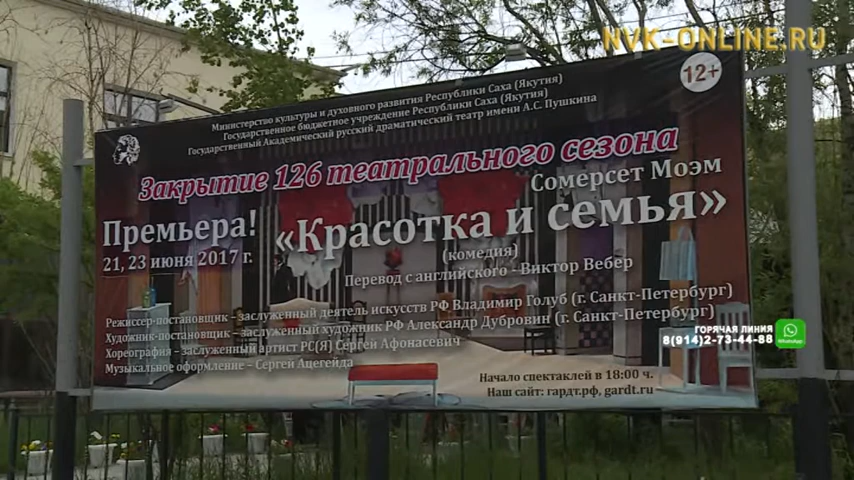 NVK-ONLINE.RU
12+
Министерство культуры и духовного развития Республики Саха (Якутия)
Государственное бюджетное учреждение Республики Саха (Якутия)
Государственный Академический русский драматический театр имени А.С. Пушкина
Закрытие 126 театрального сезона
Сомерсет Моэм
Премьера!
«Красотка и семья»
21, 23 июня 2017 г.
(комедия)
Перевод с английского - Виктор Вебер
Режиссер-постановщик - заслуженный деятель искусств РФ Владимир Голуб (г. Санкт-Петербург)
Художник-постановщик - заслуженный художник РФ Александр Дубровин (г. Санкт-Петербург)
Хореография - заслуженный артист РС(Я) Сергей Афонасевич
Музыкальное оформление - Сергей Ацегейда
Начало спектаклей в 18:00 ч.
Наш сайт: гардт.рф, gardt.ru
ГОРЯЧАЯ ЛИНИЯ
8(914)2-73-44-88
WhatsApp